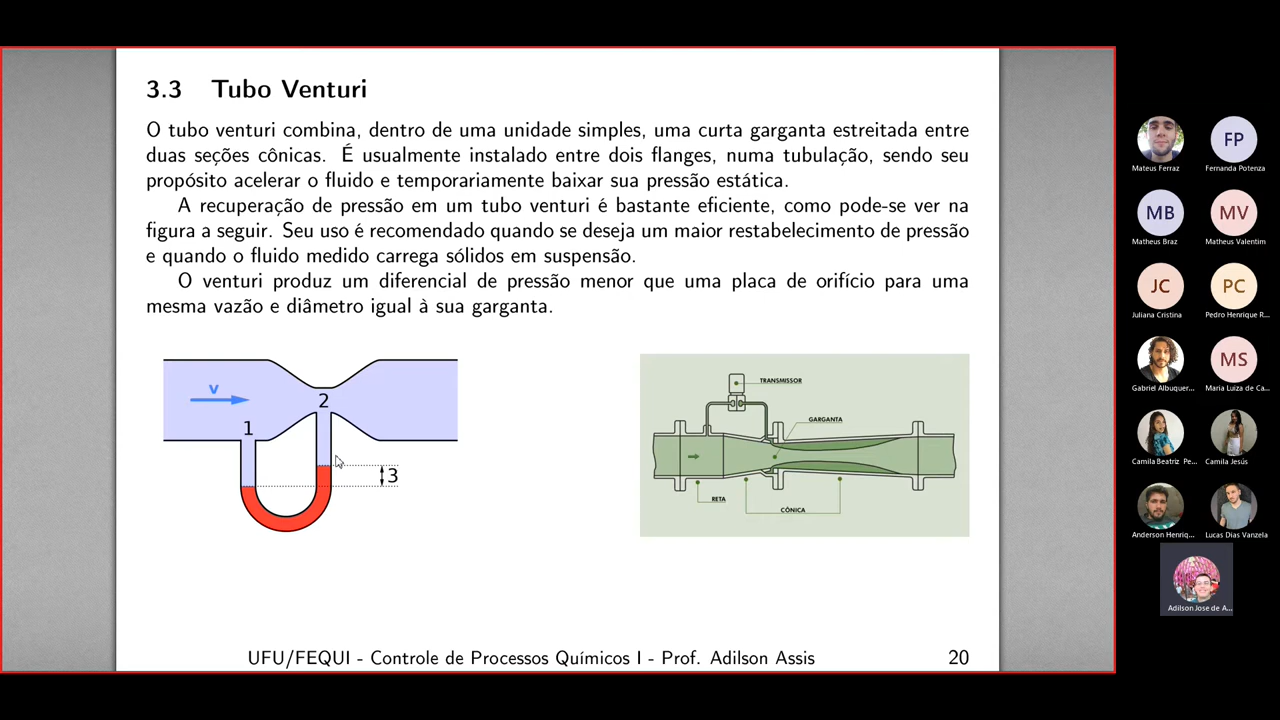 3.3 Tubo Venturi
O tubo venturi combina, dentro de uma unidade simples, uma curta garganta estreitada entre
duas seções cônicas. É usualmente instalado entre dois flanges, numa tubulação, sendo seu
propósito acelerar o fluido e temporariamente baixar sua pressão estática.
A recuperação de pressão em um tubo venturi é bastante eficiente, como pode-se ver na
figura a seguir. Seu uso é recomendado quando se deseja um maior restabelecimento de pressão
e quando o fluido medido carrega sólidos em suspensão.
O venturi produz um diferencial de pressão menor que uma placa de orifício para uma
mesma vazão e diâmetro igual à sua garganta.
v
2
1
3
TRANSMISSOR
GARGANTA
RETA
CÔNICA
UFU/FEQUI - Controle de Processos Químicos I - Prof. Adilson Assis 20
Mateus Ferraz
FP
Fernanda Potenza
MB
Matheus Braz
MV
Matheus Valentim
JC
Juliana Cristina
PC
Pedro Henrique R...
Gabriel Albuquer...
MS
Maria Luiza de Ca...
Camila Beatriz Pe...
Camila Jesús
Anderson Henriq...
Lucas Dias Vanzela
Adilson Jose de A...